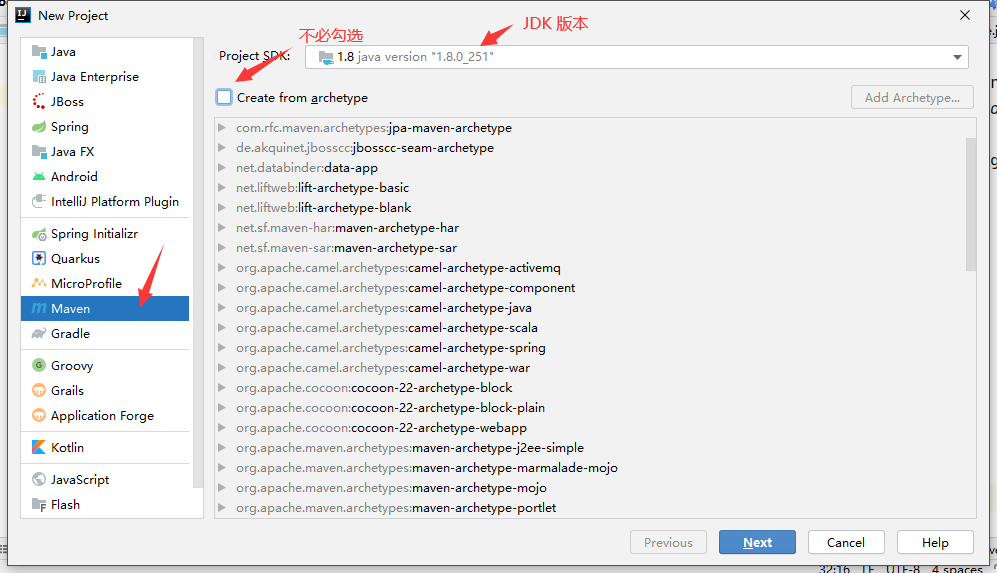 New Project
不必勾选
JDK 版本
Project SDK:
1.8 java version "1.8.0_251"
Create from archetype
Add Archetype...
Java
Java Enterprise
JBoss
Spring
Java FX
Android
IntelliJ Platform Plugin
Spring Initializr
Quarkus
MicroProfile
Maven
Gradle
Groovy
Grails
Application Forge
Kotlin
JavaScript
Flash
com.rfc.maven.archetypes:jpa-maven-archetype
de.akquinet.jbosscc:jbosscc-seam-archetype
net.databinder:data-app
net.liftweb:lift-archetype-basic
net.liftweb:lift-archetype-blank
net.sf.maven-har:maven-archetype-har
net.sf.maven-sar:maven-archetype-sar
org.apache.camel.archetypes:camel-archetype-activemq
org.apache.camel.archetypes:camel-archetype-component
org.apache.camel.archetypes:camel-archetype-java
org.apache.camel.archetypes:camel-archetype-scala
org.apache.camel.archetypes:camel-archetype-spring
org.apache.camel.archetypes:camel-archetype-war
org.apache.cocoon:cocoon-22-archetype-block
org.apache.cocoon:cocoon-22-archetype-block-plain
org.apache.cocoon:cocoon-22-archetype-webapp
org.apache.maven.archetypes:maven-archetype-j2ee-simple
org.apache.maven.archetypes:maven-archetype-marmalade-mojo
org.apache.maven.archetypes:maven-archetype-mojo
org.apache.maven.archetypes:maven-archetype-portlet
Previous
Next
Cancel
Help
32:16 LF UTF-8 4 spaces